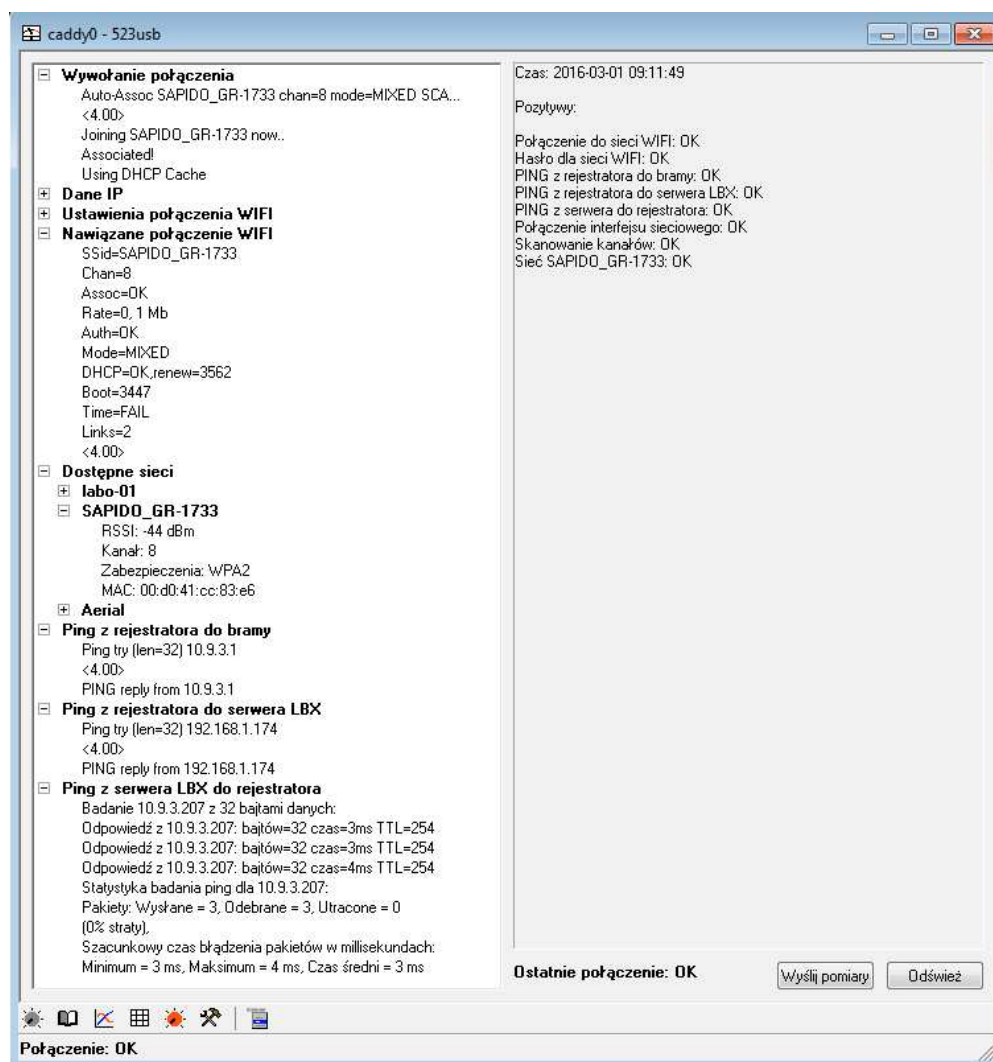 caddy0 - 523usb
Wywołanie połączenia
Auto-Assoc SAPIDO_GR-1733 chan=8 mode=MIXED SCA...
<4.00>
Joining SAPIDO_GR-1733 now..
Associated!
Using DHCP Cache
Dane IP
Ustawienia połączenia WIFI
Nawiązane połączenie WIFI
SSid=SAPIDO_GR-1733
Chan=8
Assoc=OK
Rate=0, 1 Mb
Auth=OK
Mode=MIXED
DHCP=OK,renew=3562
Boot=3447
Time=FAIL
Links=2
<4.00>
Dostępne sieci
labo-01
SAPIDO_GR-1733
RSSI: -44 dBm
Kanał: 8
Zabezpieczenia: WPA2
MAC: 00:d0:41:cc:83:e6
Aerial
Ping z rejestratora do bramy
Ping try (len=32) 10.9.3.1
<4.00>
PING reply from 10.9.3.1
Ping z rejestratora do serwera LBX
Ping try (len=32) 192.168.1.174
<4.00>
PING reply from 192.168.1.174
Ping z serwera LBX do rejestratora
Badanie 10.9.3.207 z 32 bajtami danych:
Odpowiedź z 10.9.3.207: bajtów=32 czas=3ms TTL=254
Odpowiedź z 10.9.3.207: bajtów=32 czas=3ms TTL=254
Odpowiedź z 10.9.3.207: bajtów=32 czas=4ms TTL=254
Statystyka badania ping dla 10.9.3.207:
Pakiety: Wysłane = 3, Odebrane = 3, Utracone = 0
(0% straty),
Szacunkowy czas błądzenia pakietów w millisekundach:
Minimum = 3 ms, Maksimum = 4 ms, Czas średni = 3 ms
Czas: 2016-03-01 09:11:49
Pozytywy:
Połączenie do sieci WIFI: OK
Hasło dla sieci WIFI: OK
PING z rejestratora do bramy: OK
PING z rejestratora do serwera LBX: OK
PING z serwera do rejestratora: OK
Połączenie interfejsu sieciowego: OK
Skanowanie kanałów: OK
Sieć SAPIDO_GR-1733: OK
Ostatnie połączenie: OK
Wyślij pomiary
Odśwież
Połączenie: OK